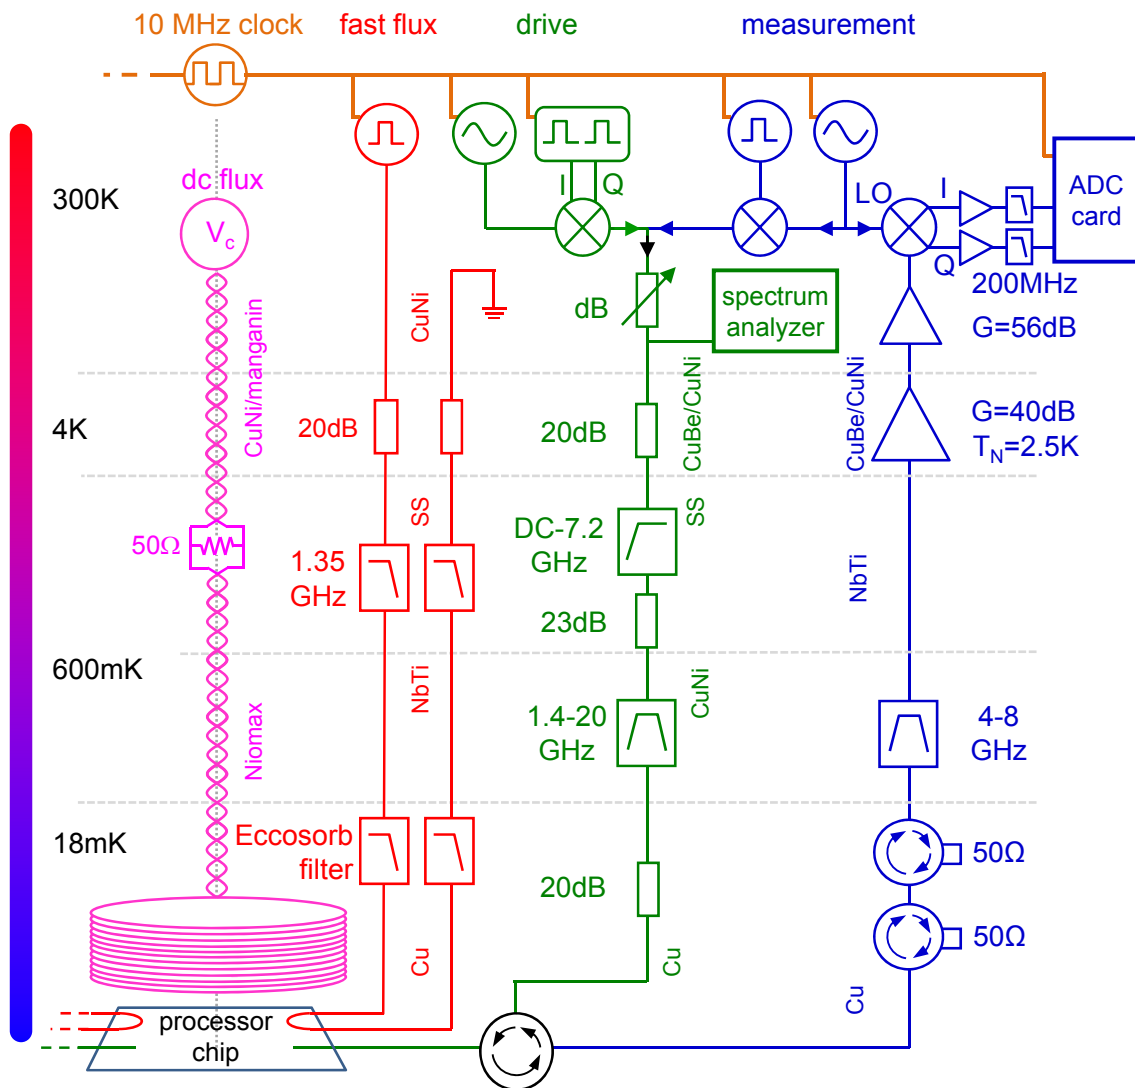 10 MHz clock
fast flux
drive
measurement
300K
dc flux
Vc
I
Q
LO
I
Q
ADC
card
200MHz
CuNi/manganin
CuNi
dB
spectrum
analyzer
G=56dB
4K
20dB
20dB
CuBe/CuNi
CuBe/CuNi
G=40dB
TN=2.5K
50Ω
SS
1.35
GHz
DC-7.2
GHz
SS
23dB
NbTi
600mK
Niomax
NbTi
1.4-20
GHz
CuNi
4-8
GHz
18mK
Eccosorb
filter
20dB
50Ω
50Ω
Cu
Cu
Cu
processor
chip